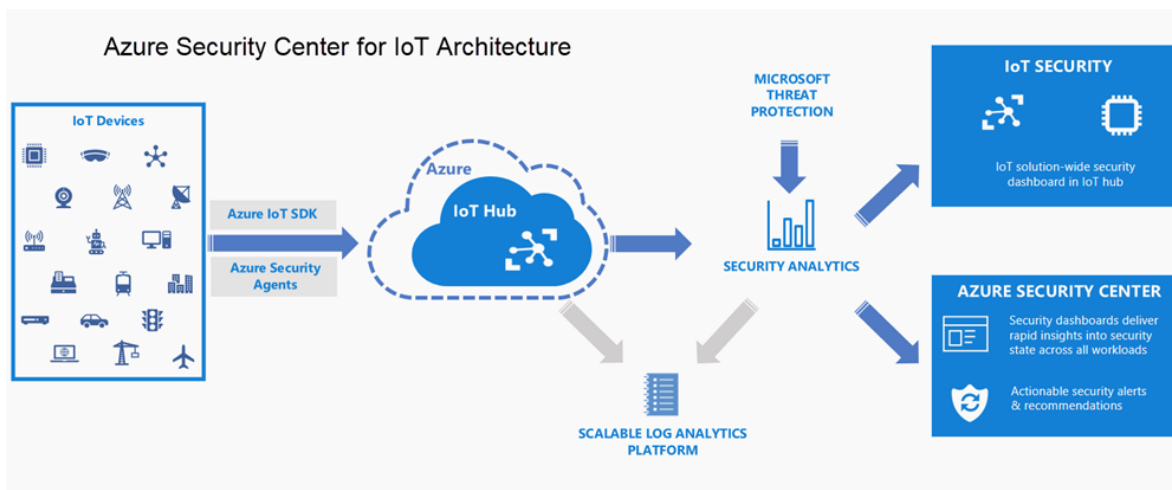 Azure Security Center for IoT Architecture
IoT Devices
Azure IoT SDK
Azure Security
Agents
Azure
IoT Hub
MICROSOFT
THREAT
PROTECTION
SECURITY ANALYTICS
SCALABLE LOG ANALYTICS
PLATFORM
IoT SECURITY
IoT solution-wide security
dashboard in IoT hub
AZURE SECURITY CENTER
Security dashboards deliver
rapid insights into security
state across all workloads
Actionable security alerts
& recommendations